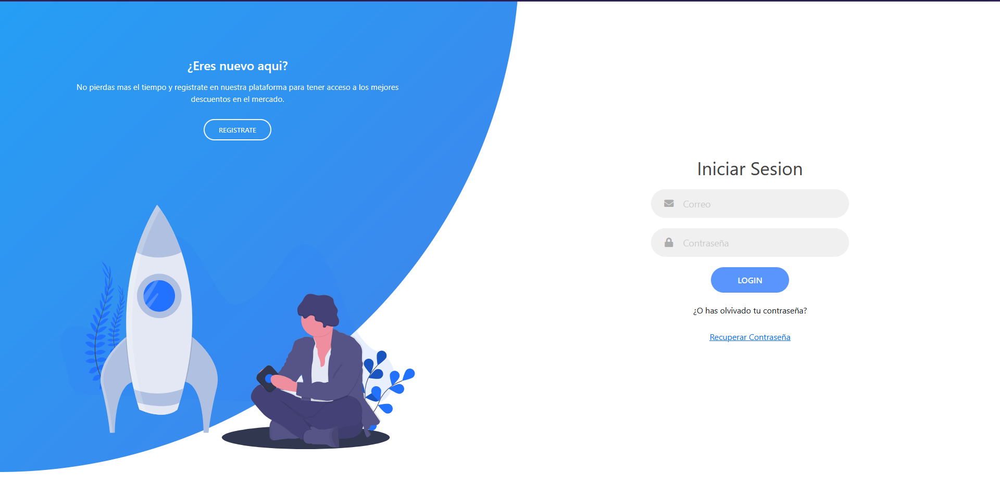 ¿Eres nuevo aqui?
No pierdas mas el tiempo y registrate en nuestra plataforma para tener acceso a los mejores
descuentos en el mercado.
REGISTRATE
Iniciar Sesion
Correo
Contraseña
LOGIN
¿O has olvivado tu contraseña?
Recuperar Contraseña